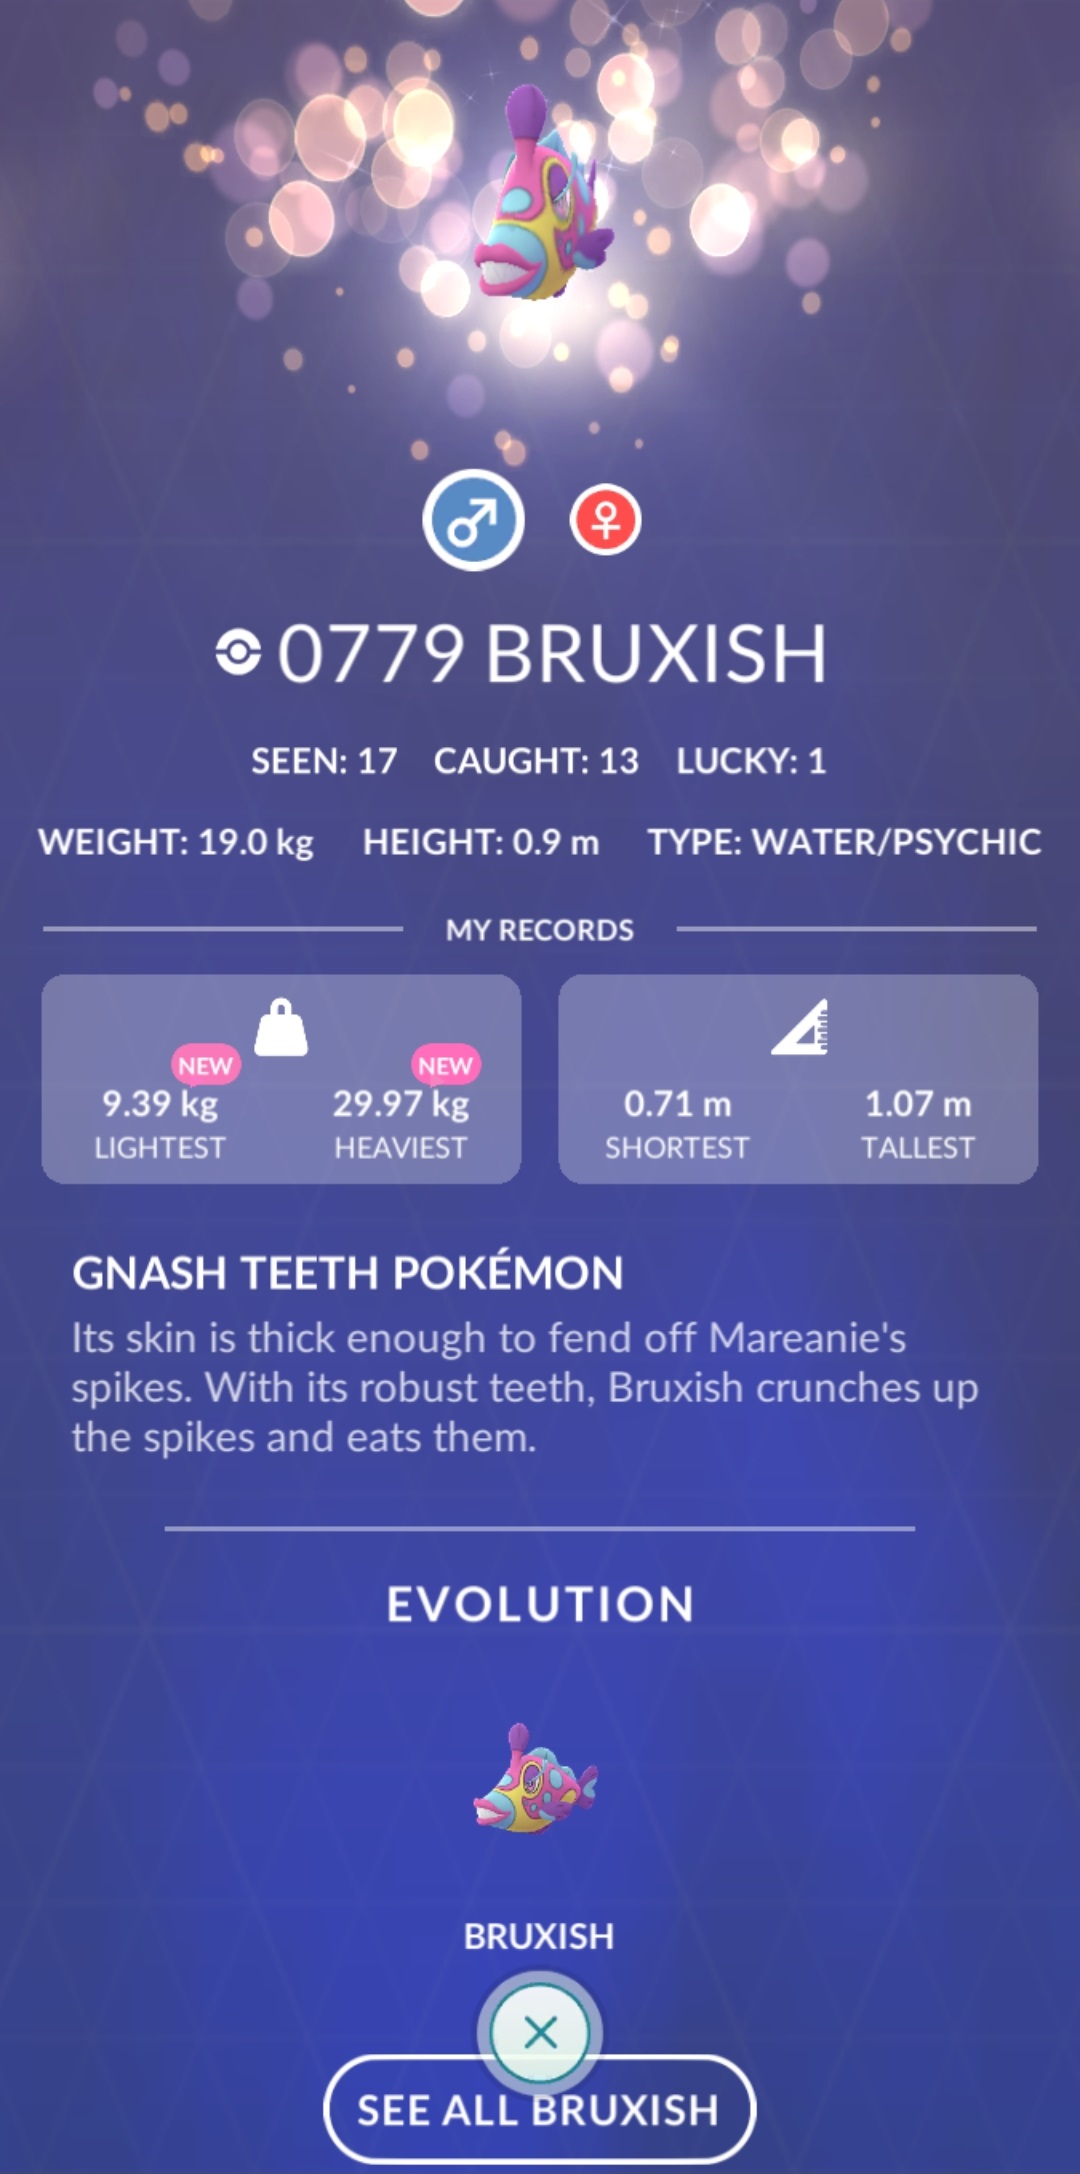 0779 BRUXISH
SEEN: 17 CAUGHT: 13 LUCKY: 1
WEIGHT: 19.0 kg HEIGHT: 0.9 m TYPE: WATER/PSYCHIC
MY RECORDS
NEW NEW
9.39 kg 29.97 kg 0.71 m 1.07 m
LIGHTEST HEAVIEST SHORTEST TALLEST
GNASH TEETH POKÉMON
Its skin is thick enough to fend off Mareanie's
spikes. With its robust teeth, Bruxish crunches up
the spikes and eats them.
EVOLUTION
BRUXISH
SEE ALL BRUXISH